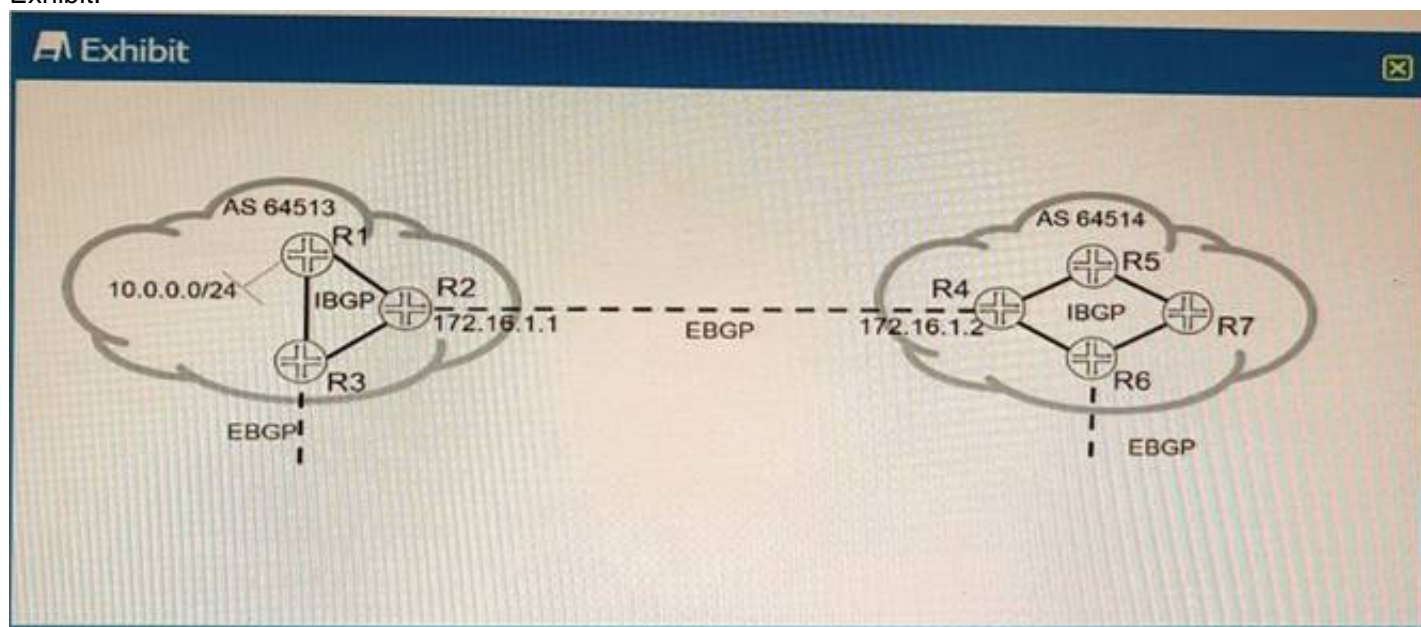 Exhibit:
Exhibit
AS 64513
R1
10.0.0.0/24
IBGP
R2
172.16.1.1
R3
EBGP
EBGP
AS 64514
R5
R4
IBGP
172.16.1.2
R7
R6
EBGP